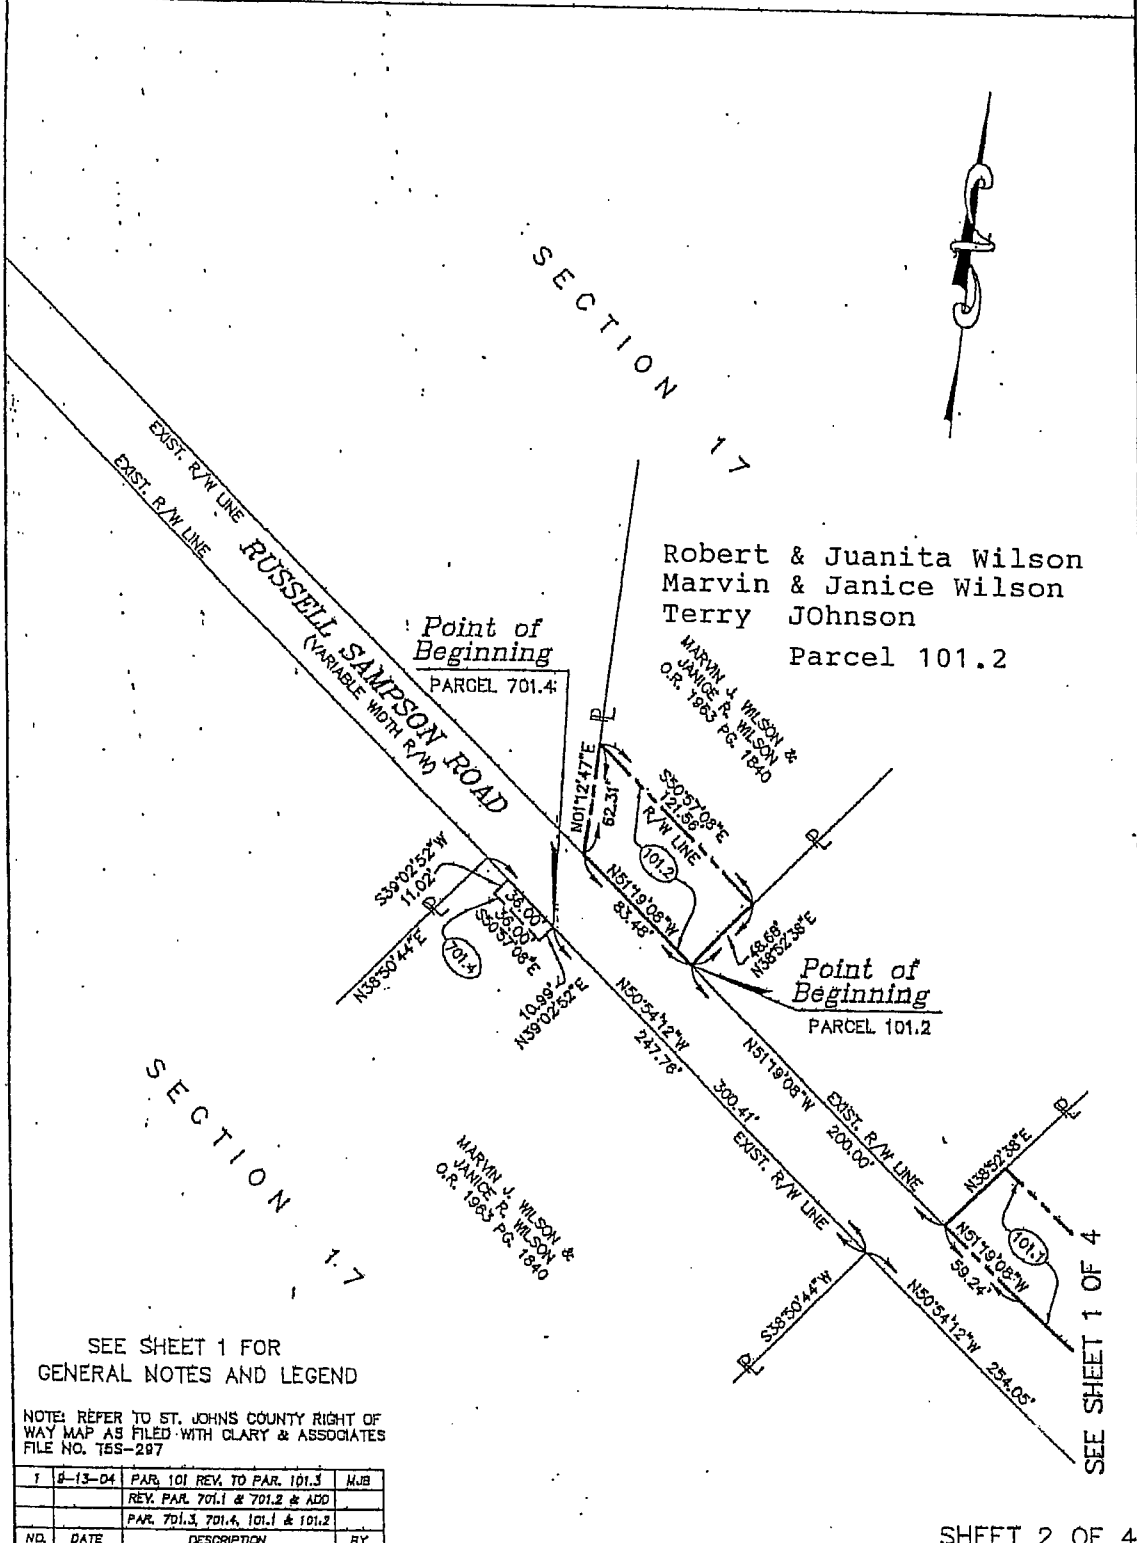 SECTION 17
EXIST. R/W LINE
EXIST. R/W LINE
RUSSELL SAMPSON ROAD
(VARIABLE WIDTH R/W)
Robert & Juanita Wilson
Marvin & Janice Wilson
Terry JOhnson
Parcel 101.2
Point of
Beginning
PARCEL 701.4
MARVIN J. WILSON &
JANICE R. WILSON
O.R. 1963 PG. 1840
N01°12'47"E
62.31'
S50°57'08"E
121.56'
R/W LINE
101.2
N51°19'08"W
83.48'
48.68'
N38°52'38"E
S39°02'52"W
11.02'
36.00'
36.00'
S50°57'08"E
701.4
N38°50'44"E
10.99'
N39°02'52"E
Point of
Beginning
PARCEL 101.2
N50°54'12"W
247.76'
300.41'
EXIST. R/W LINE
N51°19'08"W
200.00'
EXIST. R/W LINE
N38°52'38"E
101.1
N51°19'08"W
59.24'
S38°50'44"W
N50°54'12"W 254.05'
SECTION 17
MARVIN J. WILSON &
JANICE R. WILSON
O.R. 1963 PG. 1840
SEE SHEET 1 OF 4
SEE SHEET 1 FOR
GENERAL NOTES AND LEGEND
NOTE: REFER TO ST. JOHNS COUNTY RIGHT OF
WAY MAP AS FILED WITH CLARY & ASSOCIATES
FILE NO. T5S-297
1 9-13-04 PAR. 101 REV. TO PAR. 101.3 MJB
REV. PAR. 701.1 & 701.2 & ADD
PAR. 701.3, 701.4, 101.1 & 101.2
NO. DATE DESCRIPTION BY
SHEET 2 OF 4